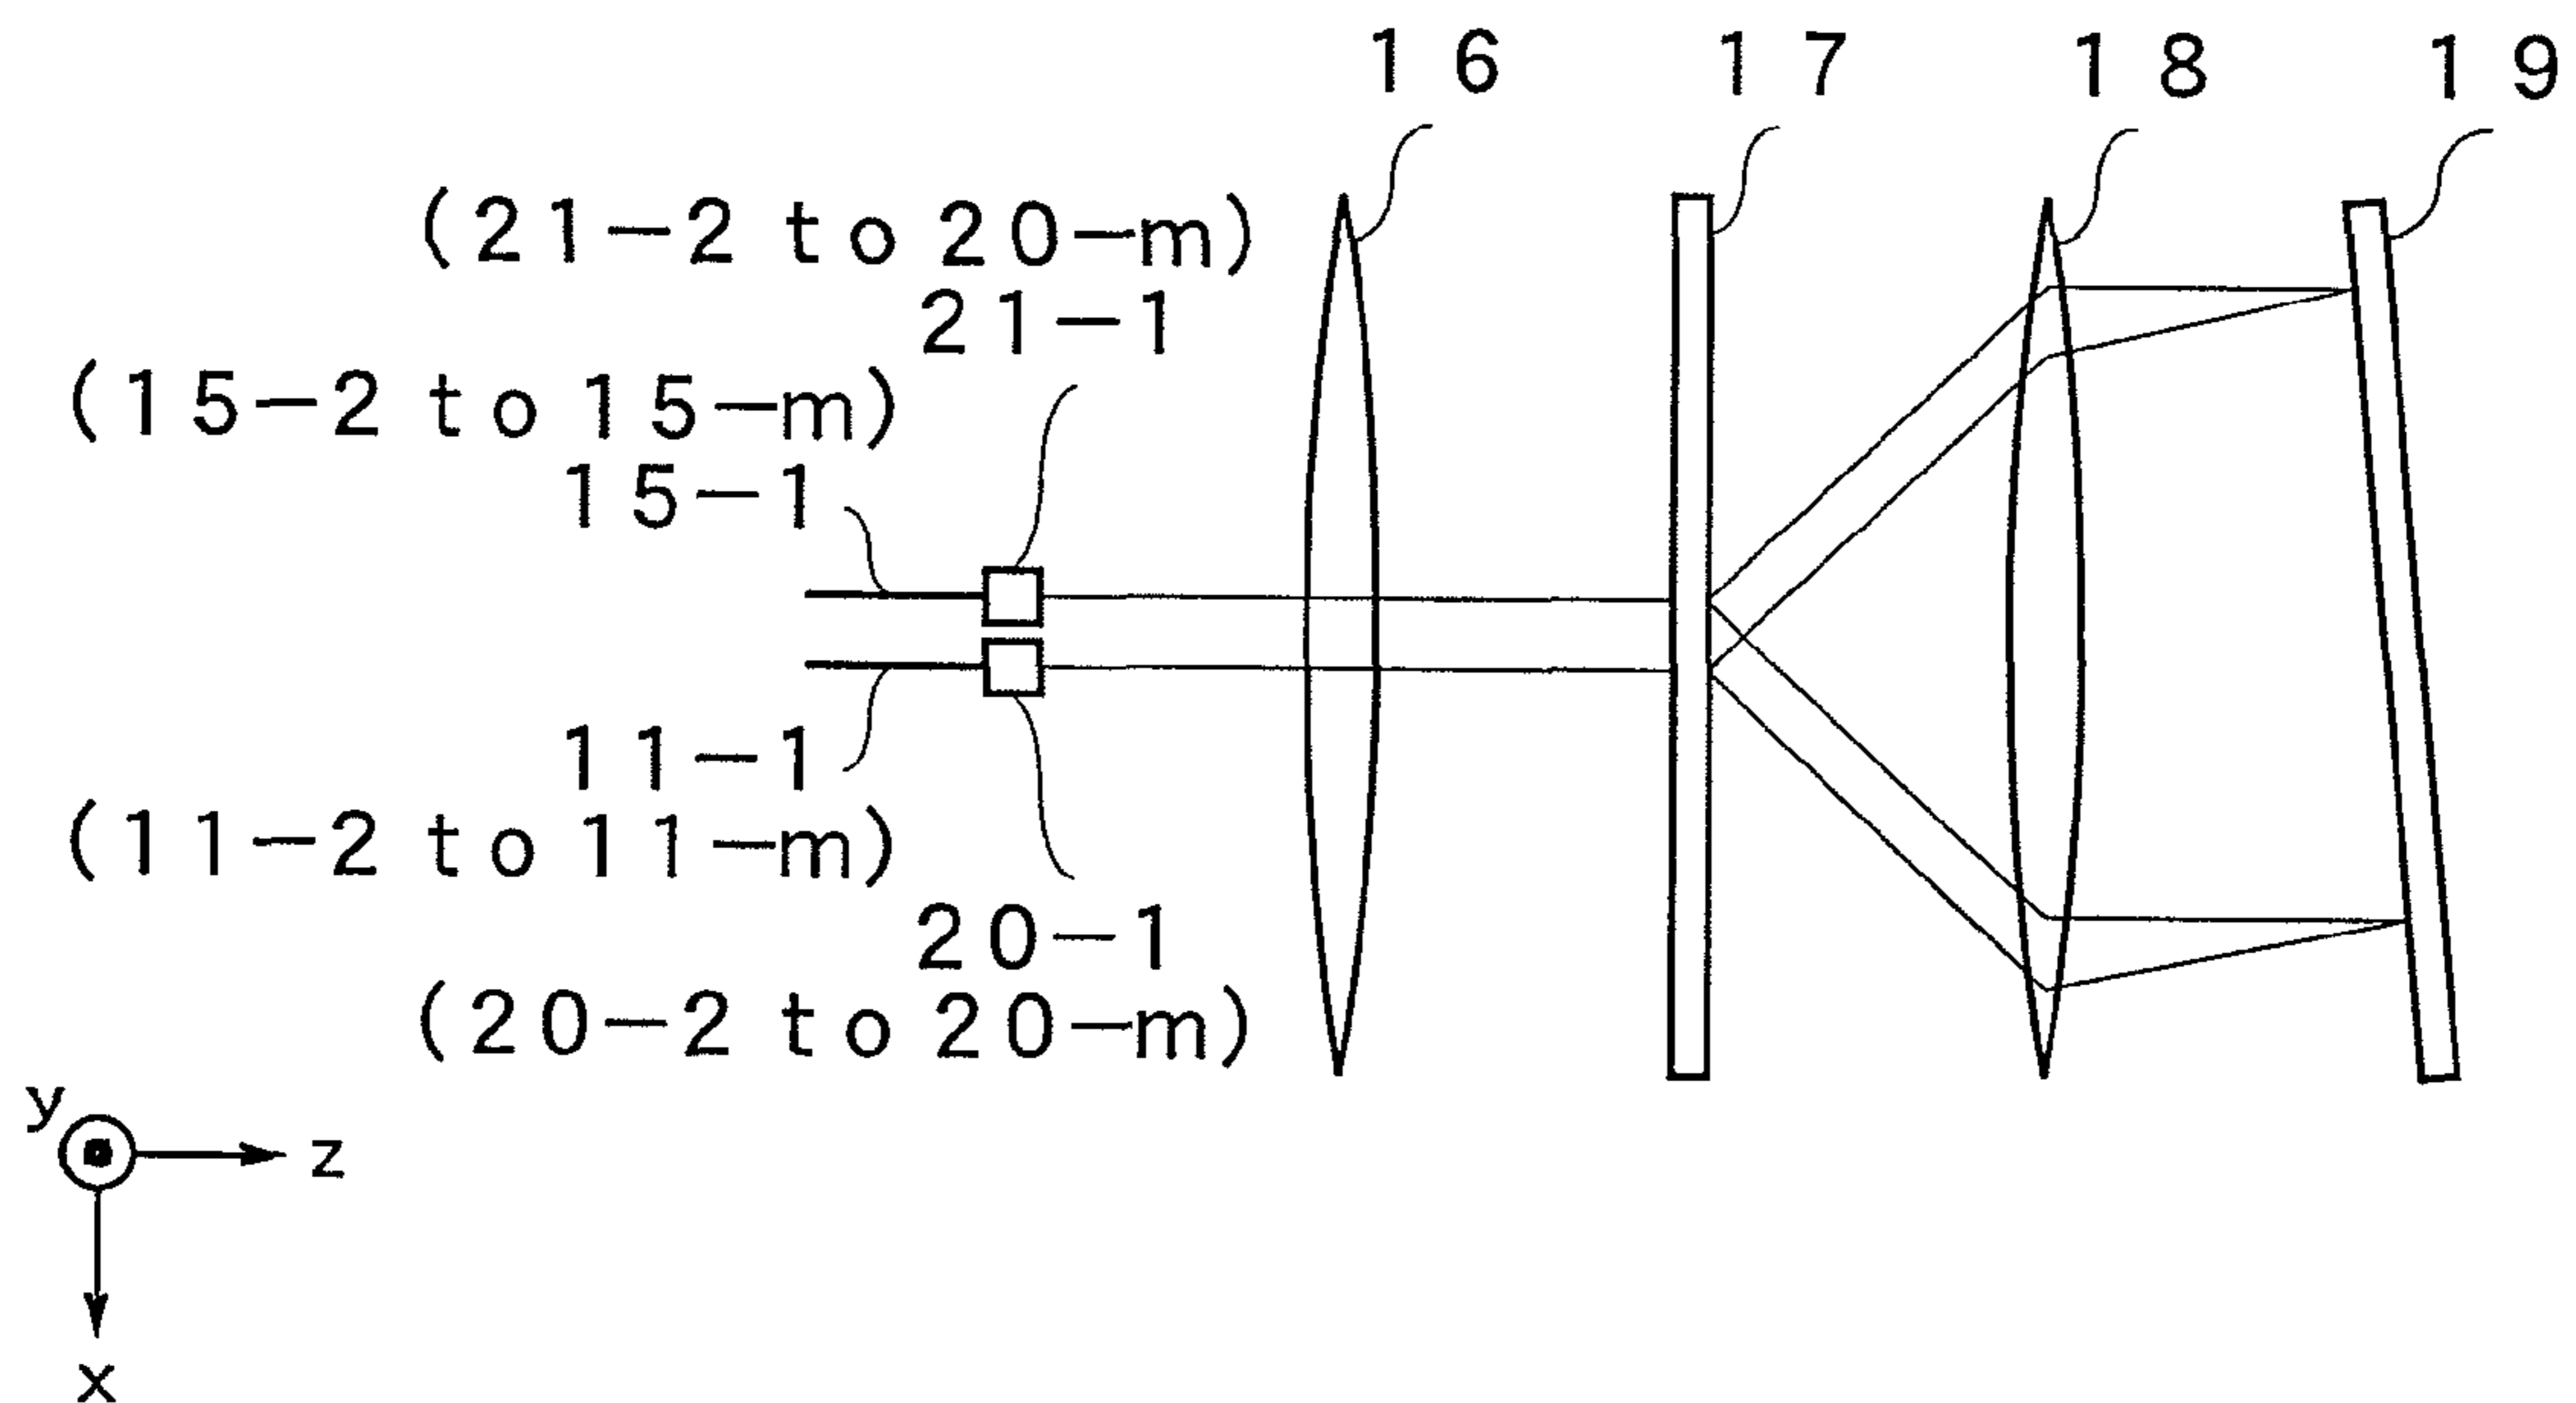 16 17 18 19
(21-2 to 20-m)
21-1
(15-2 to 15-m)
15-1
11-1
(11-2 to 11-m)
20-1
(20-2 to 20-m)
y
z
x